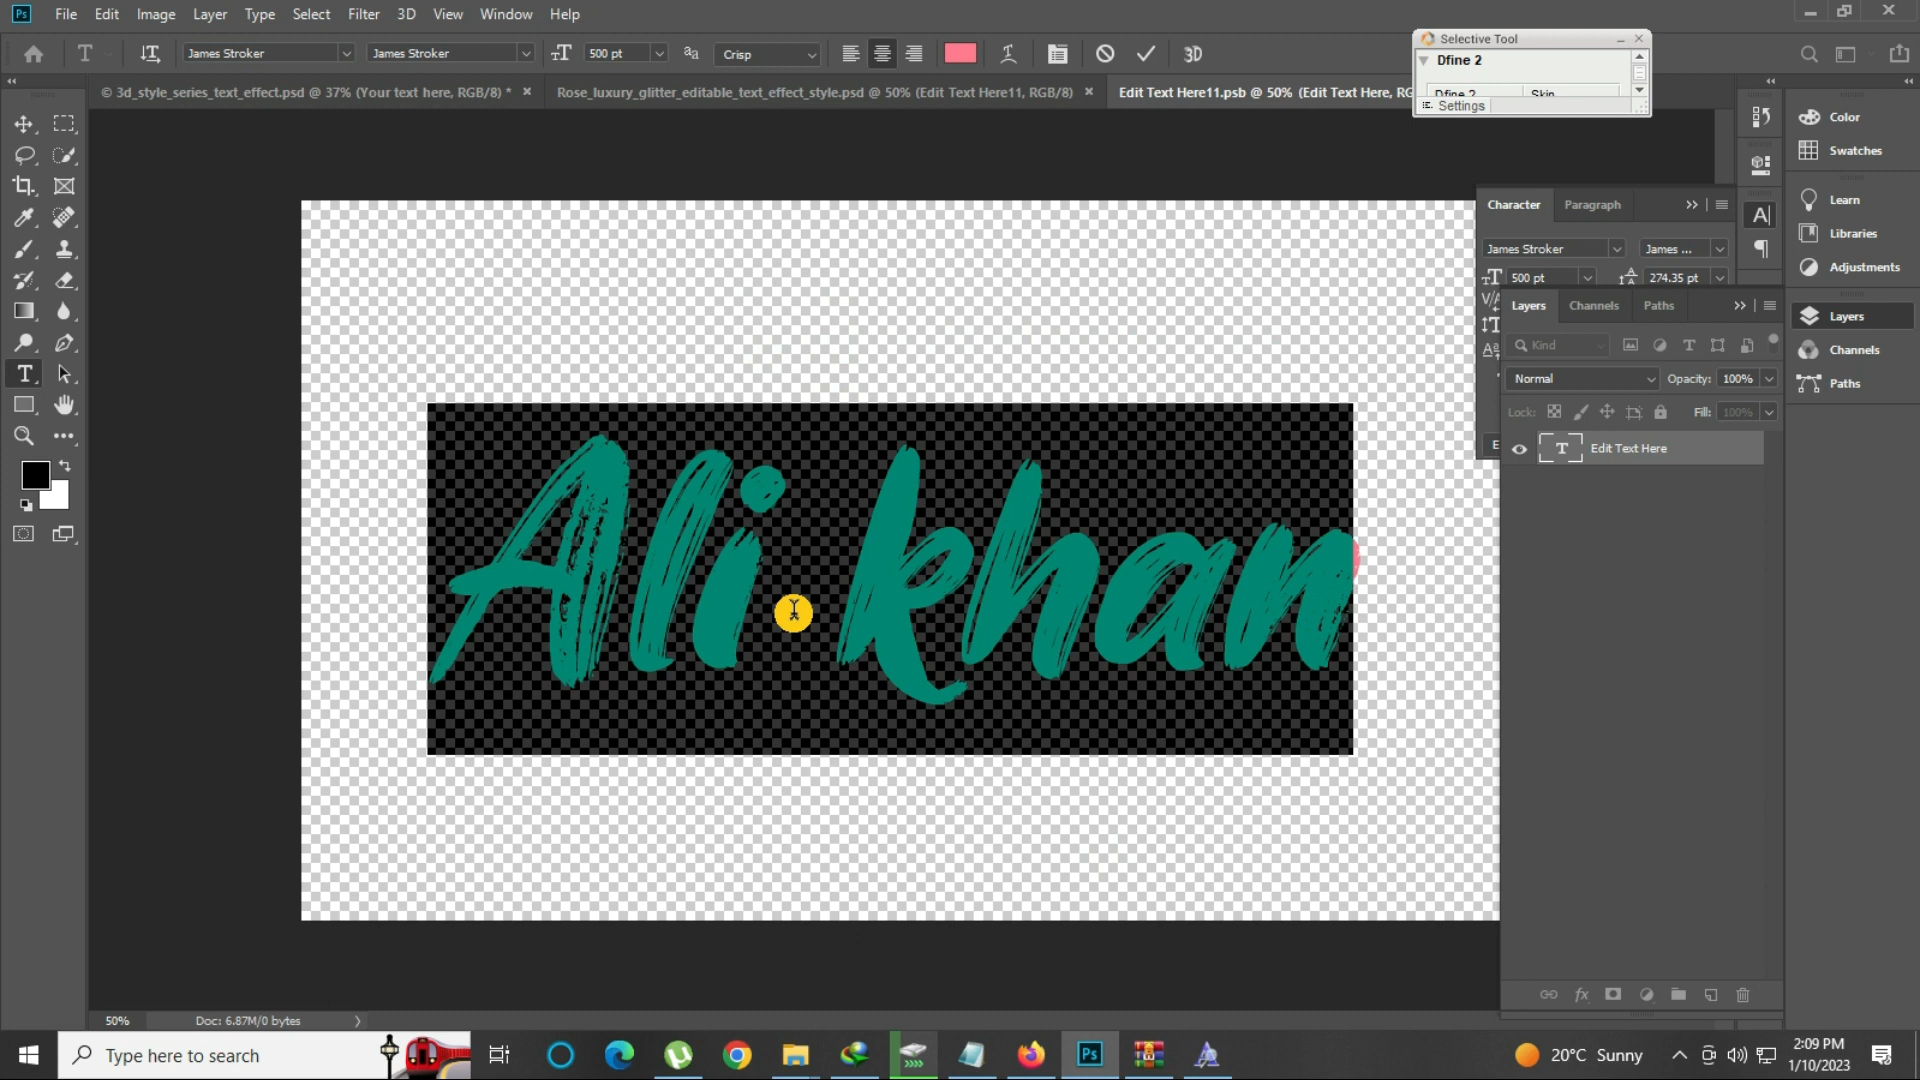 Ps File Edit Image Layer Type Select Filter 3D View Window Help
James Stroker James Stroker 500 pt Crisp 3D
Selective Tool
Dfine 2
Dfine 2 Skin
Settings
© 3d_style_series_text_effect.psd @ 37% (Your text here, RGB/8) * Rose_luxury_glitter_editable_text_effect_style.psd @ 50% (Edit Text Here11, RGB/8) Edit Text Here11.psb @ 50% (Edit Text Here, RG
Color
Swatches
Learn
Libraries
Adjustments
Layers
Channels
Paths
Character Paragraph
James Stroker James ...
500 pt 274.35 pt
Layers Channels Paths
Kind
Normal Opacity: 100%
Lock: Fill: 100%
T Edit Text Here
Ali khan
50% Doc: 6.87M/0 bytes
Type here to search
Ps
20°C Sunny
2:09 PM
1/10/2023